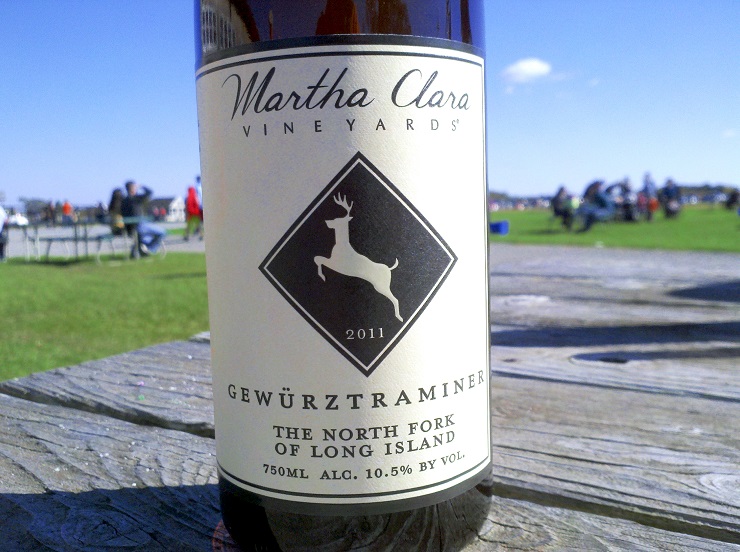 Martha Clara
VINEYARDS
2011
GEWÜRZTRAMINER
THE NORTH FORK
OF LONG ISLAND
750ML ALC. 10.5% BY VOL.